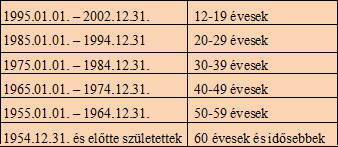 1995.01.01. – 2002.12.31. 12-19 évesek
1985.01.01. – 1994.12.31 20-29 évesek
1975.01.01. – 1984.12.31. 30-39 évesek
1965.01.01. – 1974.12.31. 40-49 évesek
1955.01.01. – 1964.12.31. 50-59 évesek
1954.12.31. és előtte születettek 60 évesek és idősebbek